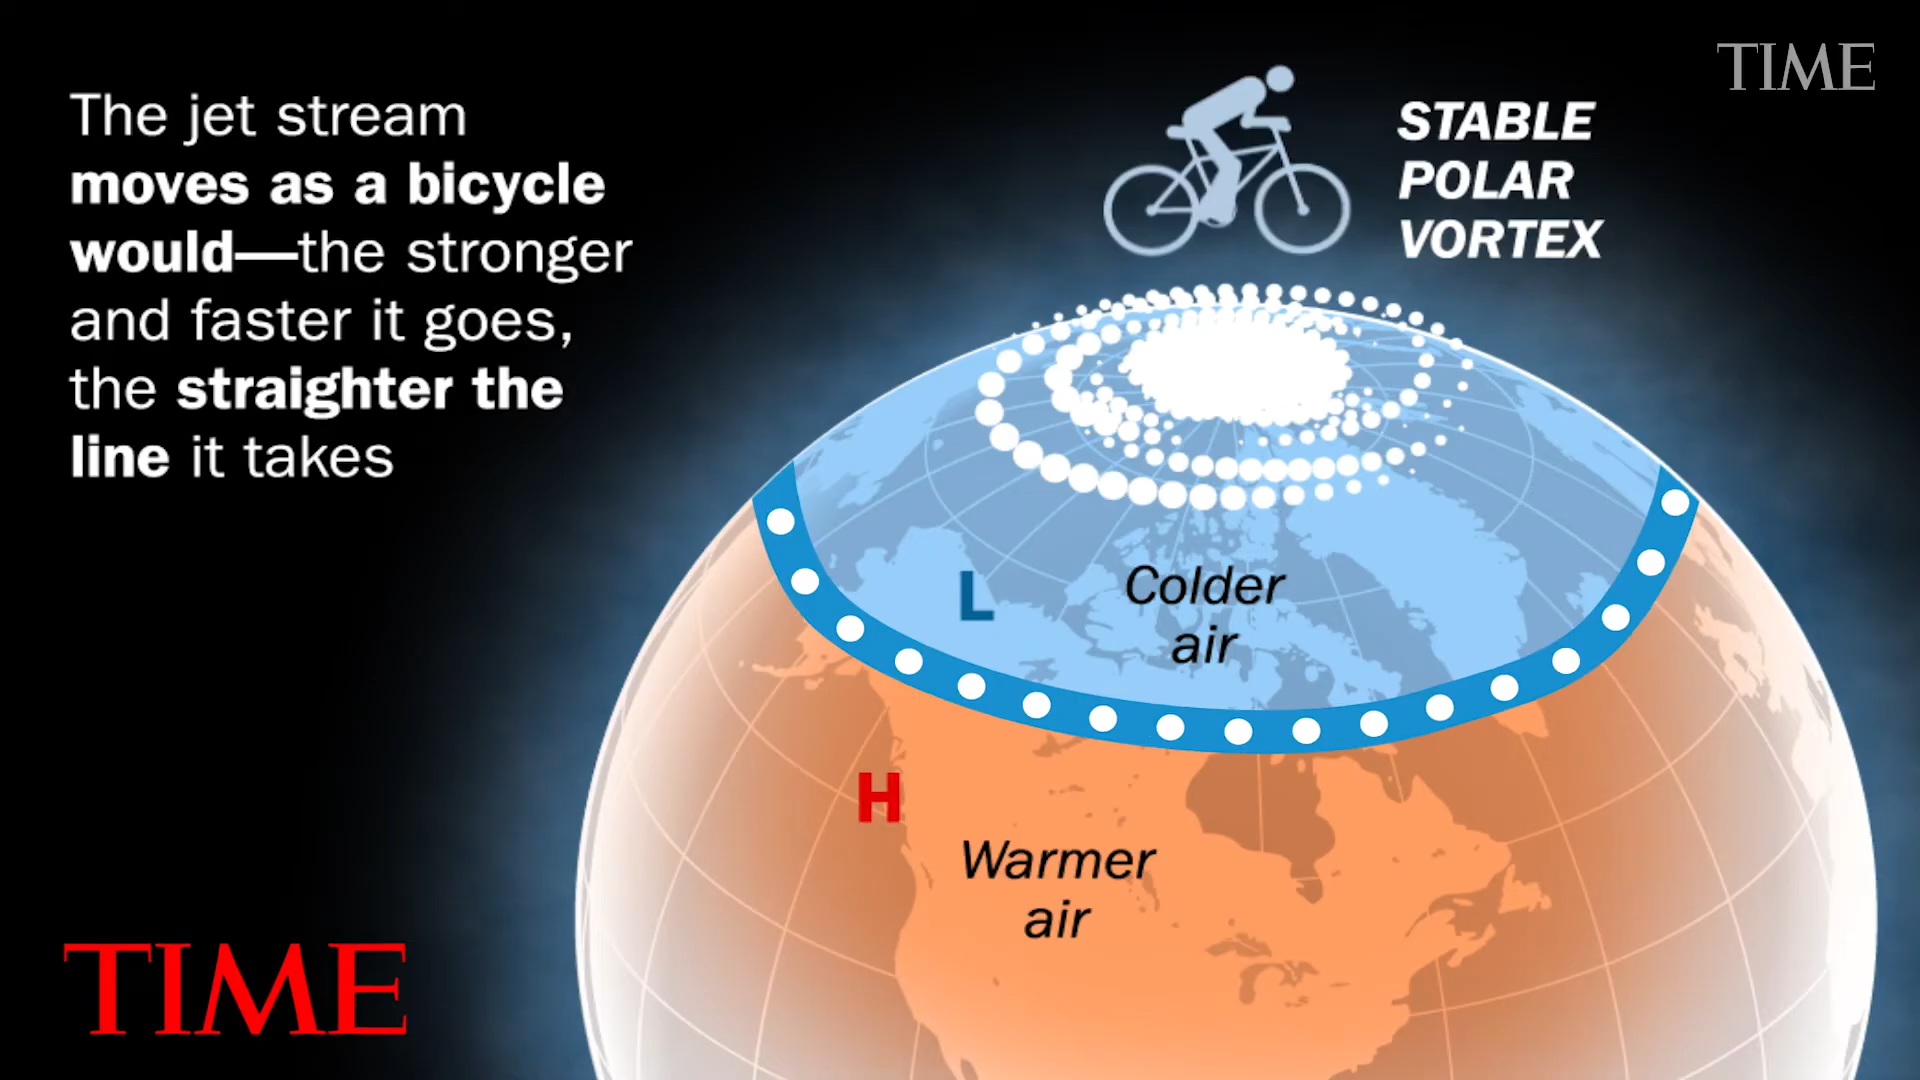 The jet stream
moves as a bicycle
would—the stronger
and faster it goes,
the straighter the
line it takes
TIME
STABLE
POLAR
VORTEX
L
Colder
air
H
Warmer
air
TIME